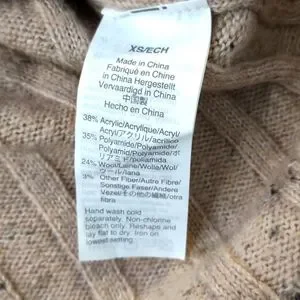 XS/ECH
Made in China
Fabriqué en Chine
in China Hergestellt
Vervaardigd in China
中国製
Hecho en China
38% Acrylic/Acrylique/Acryl/
Acryl/アクリル/acrílico
35% Polyamide/Polyamide/
Polyamid/Polyamide/ポ
リアミド/poliamida
24% Wool/Laine/Wolle/Wol/
ウール/lana
3% Other Fiber/Autre Fibre/
Sonstige Faser/Andere
Vezel/その他の繊維/otra
fibra
Hand wash cold
separately. Non-chlorine
bleach only. Reshape and
lay flat to dry. Iron on
lowest setting.